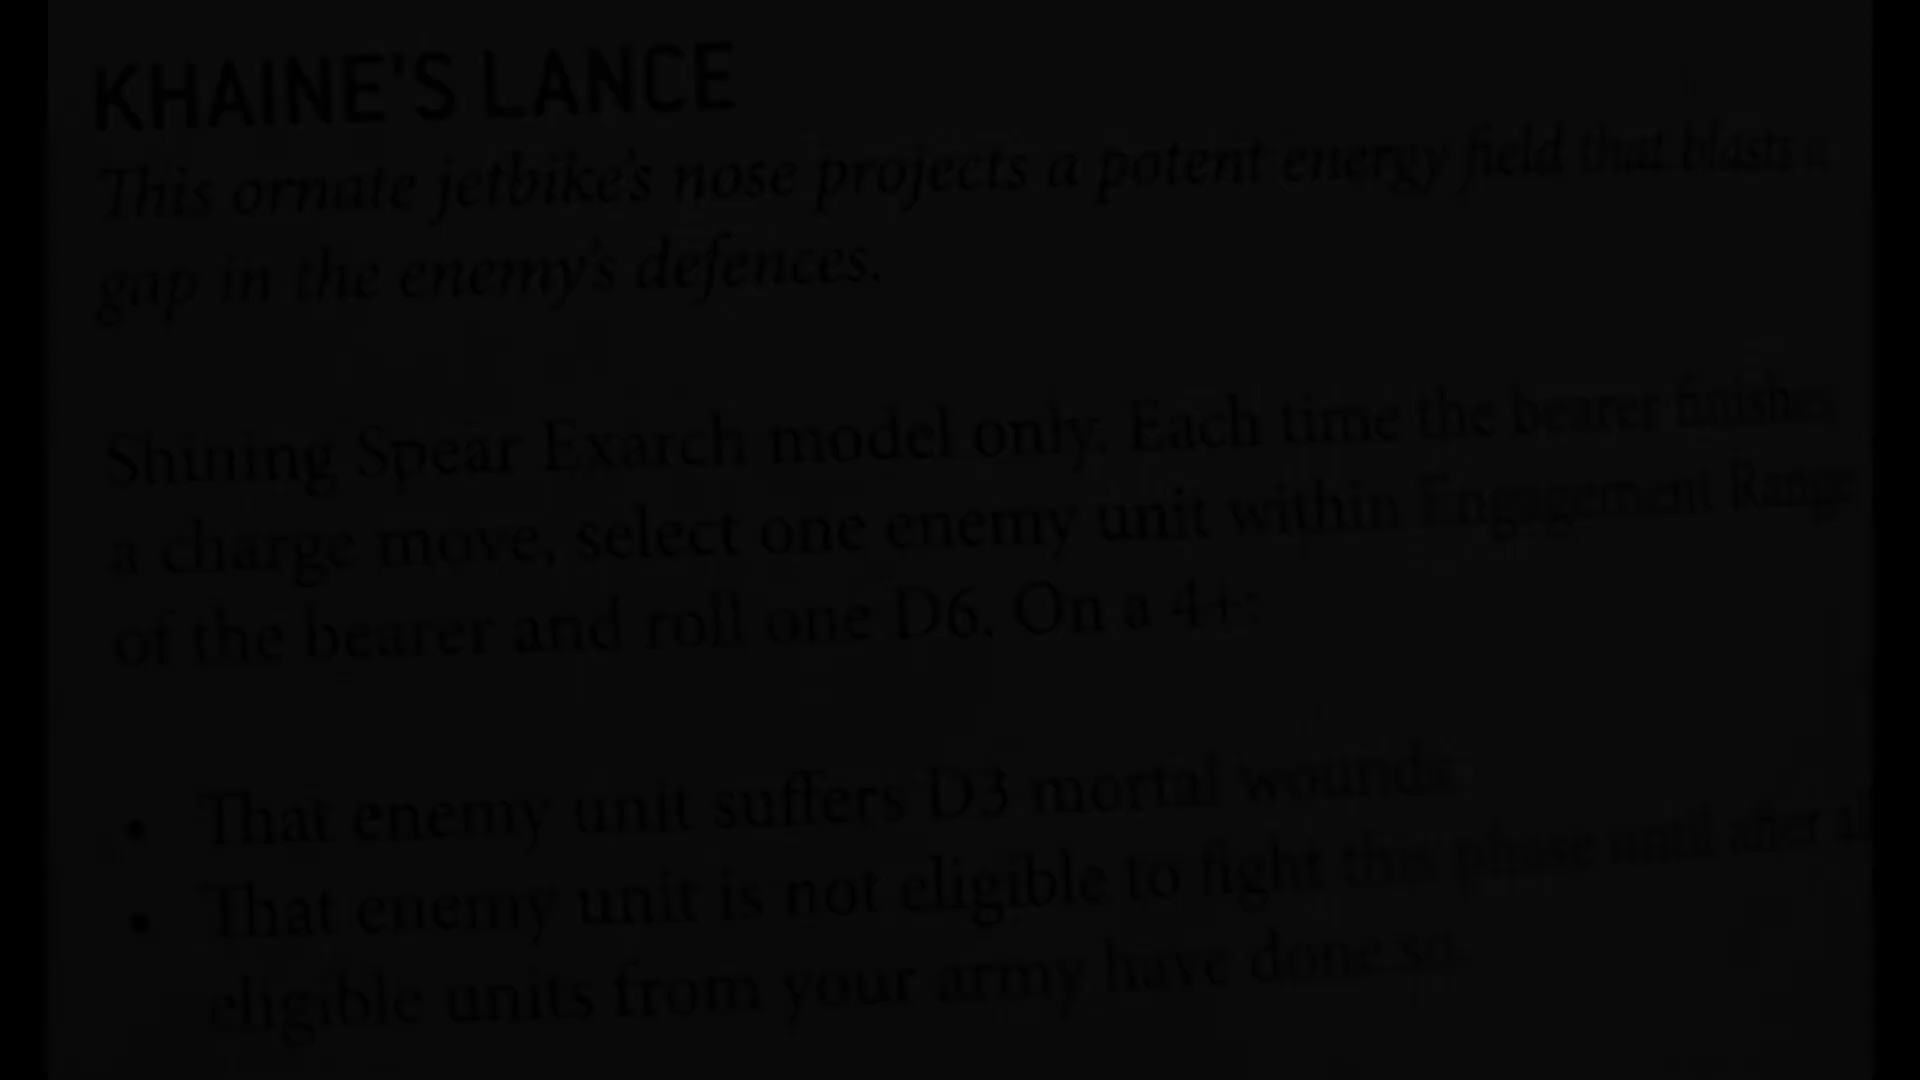 KHAINE'S LANCE
This ornate jetbike's nose projects a potent energy field that blasts a
gap in the enemy's defences.
Shining Spear Exarch model only. Each time the bearer finishes
a charge move, select one enemy unit within Engagement Range
of the bearer and roll one D6. On a 4+:
• That enemy unit suffers D3 mortal wounds.
• That enemy unit is not eligible to fight this phase until after all
eligible units from your army have done so.